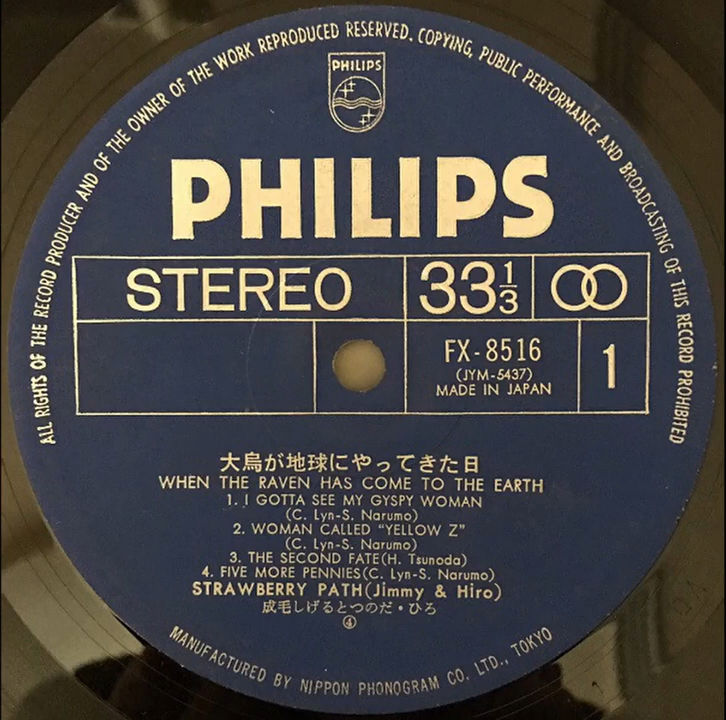 ALL RIGHTS OF THE RECORD PRODUCER AND OF THE OWNER OF THE WORK REPRODUCED RESERVED. COPYING, PUBLIC PERFORMANCE AND BROADCASTING OF THIS RECORD PROHIBITED
PHILIPS
PHILIPS
STEREO 33 1/3
FX-8516 1
(JYM-5437)
MADE IN JAPAN
大烏が地球にやってきた日
WHEN THE RAVEN HAS COME TO THE EARTH
1. I GOTTA SEE MY GYSPY WOMAN
(C. Lyn-S. Narumo)
2. WOMAN CALLED "YELLOW Z"
(C. Lyn-S. Narumo)
3. THE SECOND FATE(H. Tsunoda)
4. FIVE MORE PENNIES(C. Lyn-S. Narumo)
STRAWBERRY PATH(Jimmy & Hiro)
成毛しげるとつのだ・ひろ
④
MANUFACTURED BY NIPPON PHONOGRAM CO. LTD., TOKYO